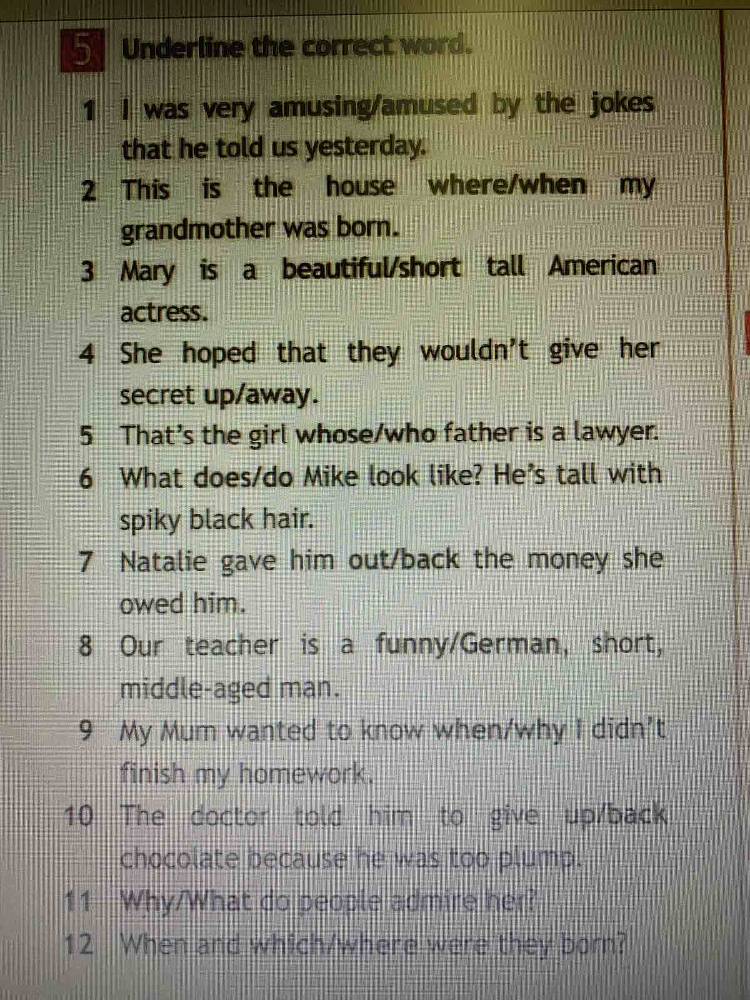 5 Underline the correct word.
1 I was very amusing/amused by the jokes
that he told us yesterday.
2 This is the house where/when my
grandmother was born.
3 Mary is a beautiful/short tall American
actress.
4 She hoped that they wouldn't give her
secret up/away.
5 That's the girl whose/who father is a lawyer.
6 What does/do Mike look like? He's tall with
spiky black hair.
7 Natalie gave him out/back the money she
owed him.
8 Our teacher is a funny/German, short,
middle-aged man.
9 My Mum wanted to know when/why I didn't
finish my homework.
10 The doctor told him to give up/back
chocolate because he was too plump.
11 Why/What do people admire her?
12 When and which/where were they born?